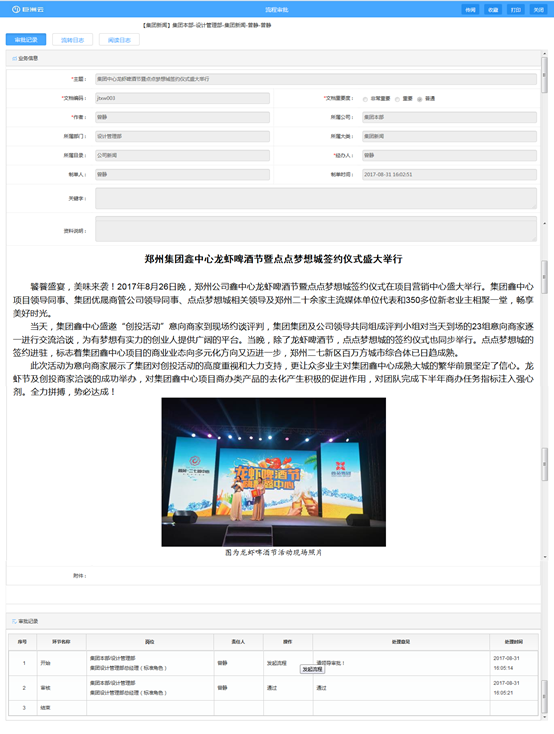 流程审批
传阅 收藏 打印 关闭
【集团新闻】集团本部-设计管理部-集团新闻-曾静-曾静
审批记录 流转日志 阅读日志
业务信息
*主题： 集团中心龙虾啤酒节暨点点梦想城签约仪式盛大举行
*文档编码： jtxw003 *文档重要度： 非常重要 重要 普通
*作者： 曾静 所属公司： 集团本部
所属部门： 设计管理部 所属大类： 集团新闻
所属目录： 公司新闻 *经办人： 曾静
制单人： 曾静 制单时间： 2017-08-31 16:02:51
关键字：
资料说明：
郑州集团鑫中心龙虾啤酒节暨点点梦想城签约仪式盛大举行
饕餮盛宴，美味来袭！2017年8月26日晚，郑州公司鑫中心龙虾啤酒节暨点点梦想城签约仪式在项目营销中心盛大举行。集团鑫中心
项目领导同事、集团优晟商管公司领导同事、点点梦想城相关领导及郑州二十余家主流媒体单位代表和350多位新老业主相聚一堂，畅享
美好时光。
当天，集团鑫中心盛邀“创投活动”意向商家到现场约谈评判，集团集团及公司领导共同组成评判小组对当天到场的23组意向商家逐
一进行交流洽谈，为有梦想有实力的创业人提供广阔的平台。当晚，除了龙虾啤酒节，点点梦想城的签约仪式也同步举行。点点梦想城的
签约进驻，标志着集团鑫中心项目的商业业态向多元化方向又迈进一步，郑州二七新区百万方城市综合体已日趋成熟。
此次活动为意向商家展示了集团对创投活动的高度重视和大力支持，更让众多业主对集团鑫中心成熟大城的繁华前景坚定了信心。龙
虾节及创投商家洽谈的成功举办，对集团鑫中心项目商办类产品的去化产生积极的促进作用，对团队完成下半年商办任务指标注入强心
剂。全力拼搏，势必达成！
龙虾啤酒节
图为龙虾啤酒节活动现场照片
附件：
审批记录
序号 环节名称 岗位 责任人 操作 处理意见 处理时间
1 开始 集团本部/设计管理部 集团设计管理部总经理（标准角色） 曾静 发起流程 请领导审批！ 2017-08-31 16:05:14
发起流程
2 审核 集团本部/设计管理部 集团设计管理部总经理（标准角色） 曾静 通过 通过 2017-08-31 16:05:21
3 结束